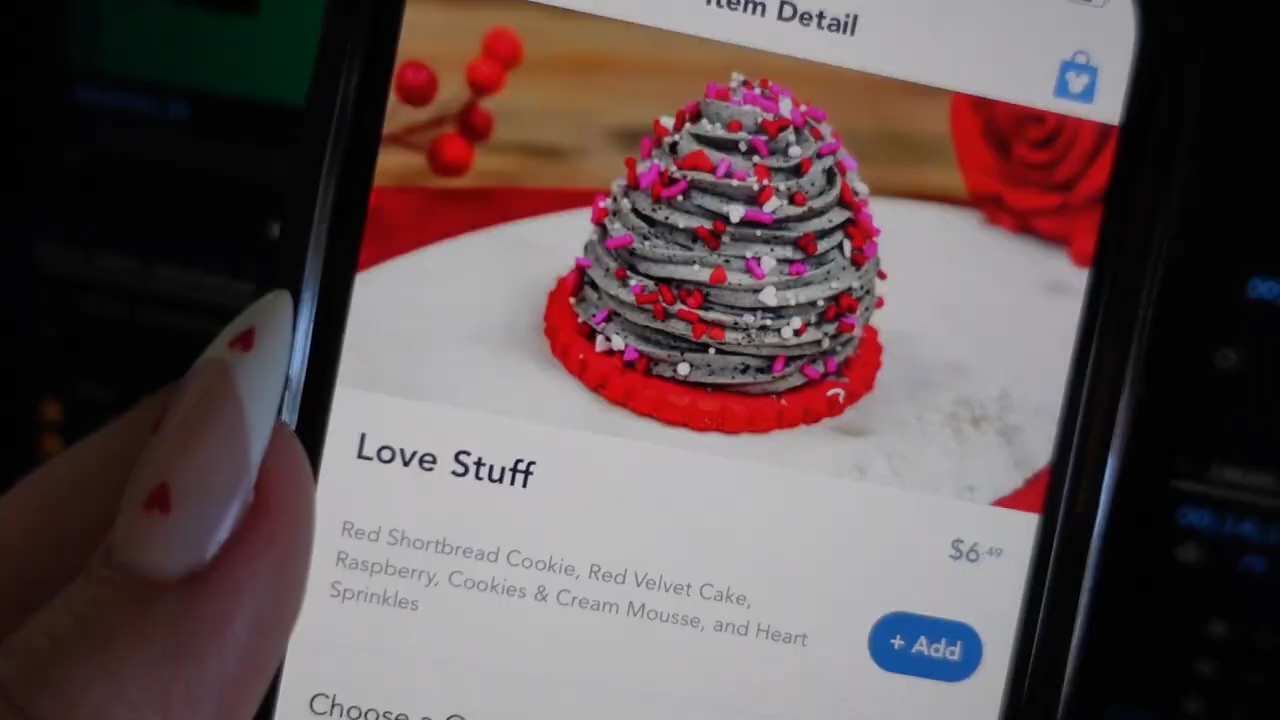 Item Detail
Love Stuff
$6.49
Red Shortbread Cookie, Red Velvet Cake,
Raspberry, Cookies & Cream Mousse, and Heart
Sprinkles
+ Add
Choose a